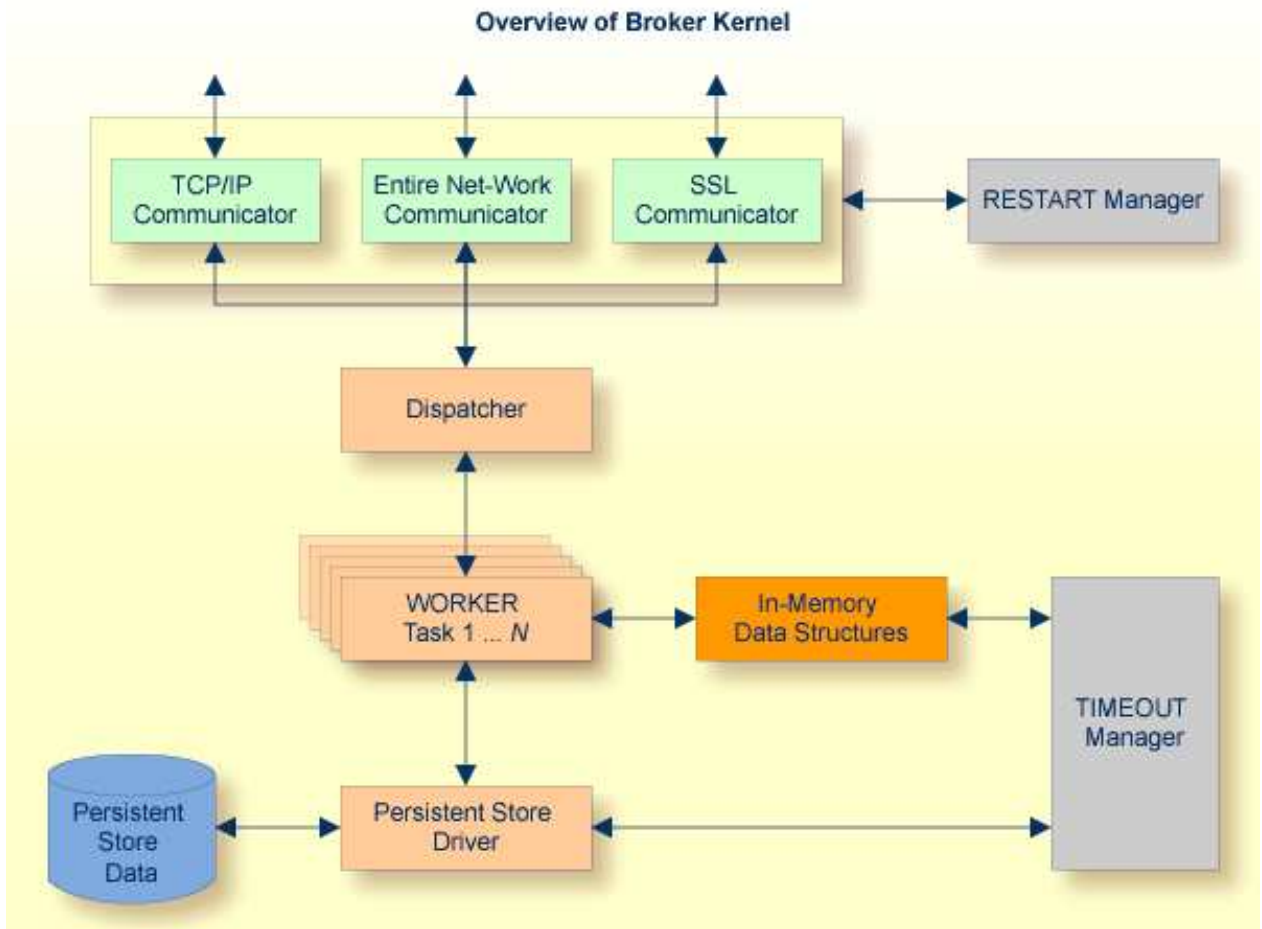 Overview of Broker Kernel
TCP/IP
Communicator
Entire Net-Work
Communicator
SSL
Communicator
RESTART Manager
Dispatcher
WORKER
Task 1 ... N
In-Memory
Data Structures
TIMEOUT
Manager
Persistent
Store
Data
Persistent Store
Driver